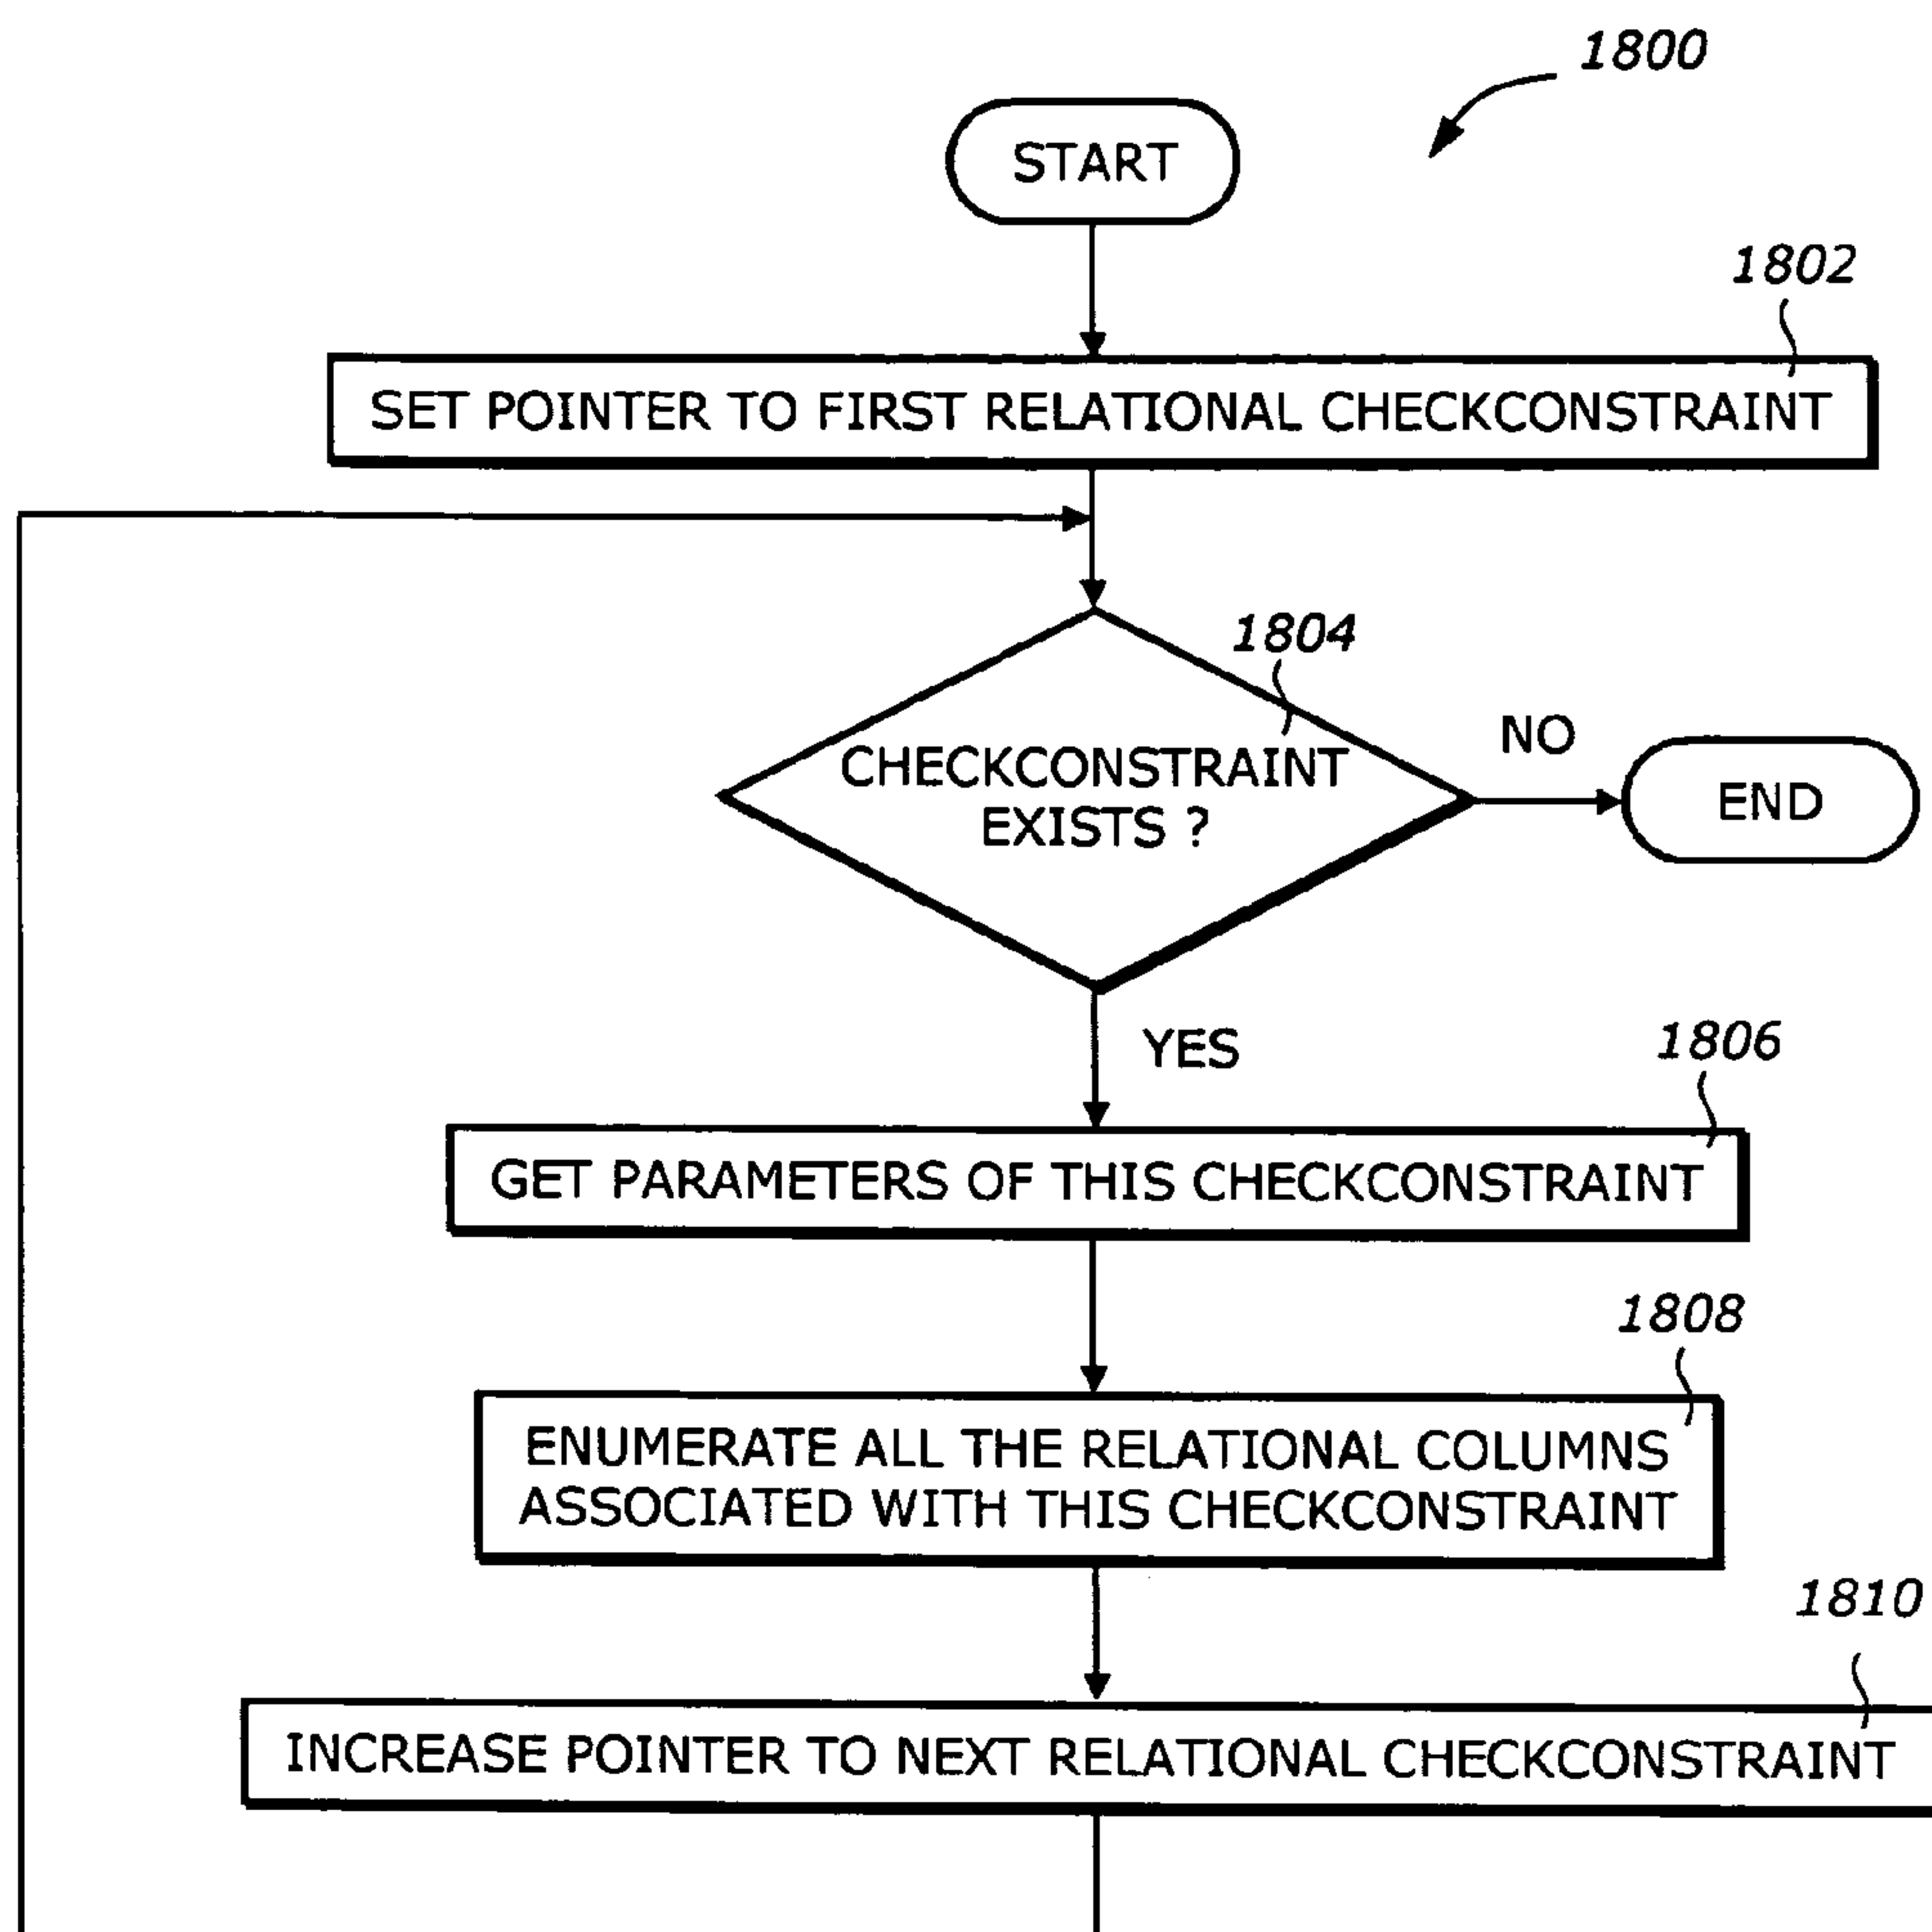 1800
START
1802
SET POINTER TO FIRST RELATIONAL CHECKCONSTRAINT
1804
CHECKCONSTRAINT
EXISTS ?
NO
END
YES
1806
GET PARAMETERS OF THIS CHECKCONSTRAINT
1808
ENUMERATE ALL THE RELATIONAL COLUMNS
ASSOCIATED WITH THIS CHECKCONSTRAINT
1810
INCREASE POINTER TO NEXT RELATIONAL CHECKCONSTRAINT